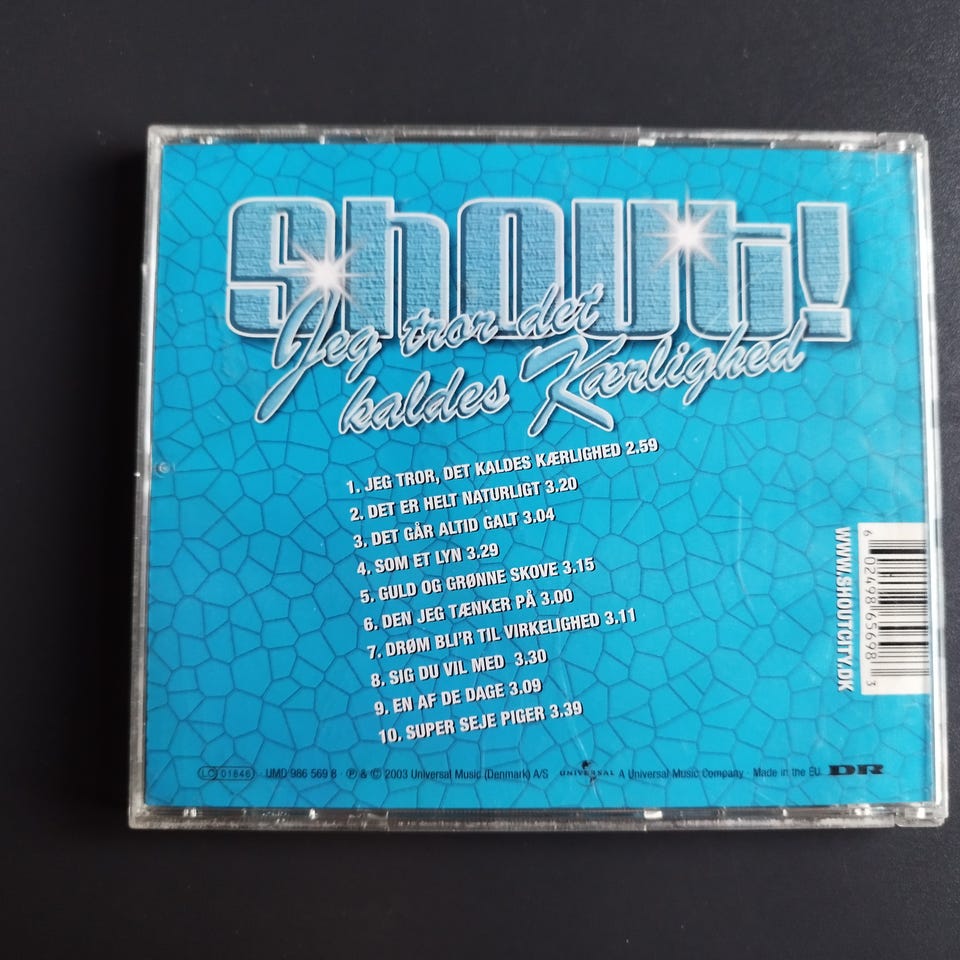 Shout!
Jeg tror det
kaldes Kærlighed
1. JEG TROR, DET KALDES KÆRLIGHED 2.59
2. DET ER HELT NATURLIGT 3.20
3. DET GÅR ALTID GALT 3.04
4. SOM ET LYN 3.29
5. GULD OG GRØNNE SKOVE 3.15
6. DEN JEG TÆNKER PÅ 3.00
7. DRØM BLI'R TIL VIRKELIGHED 3.11
8. SIG DU VIL MED 3.30
9. EN AF DE DAGE 3.09
10. SUPER SEJE PIGER 3.39
WWW.SHOUTCITY.DK
6 02498 65698 3
LC 01846 · UMD 986 569 8 · ℗ & © 2003 Universal Music (Denmark) A/S UNIVERSAL A Universal Music Company · Made in the EU. DR